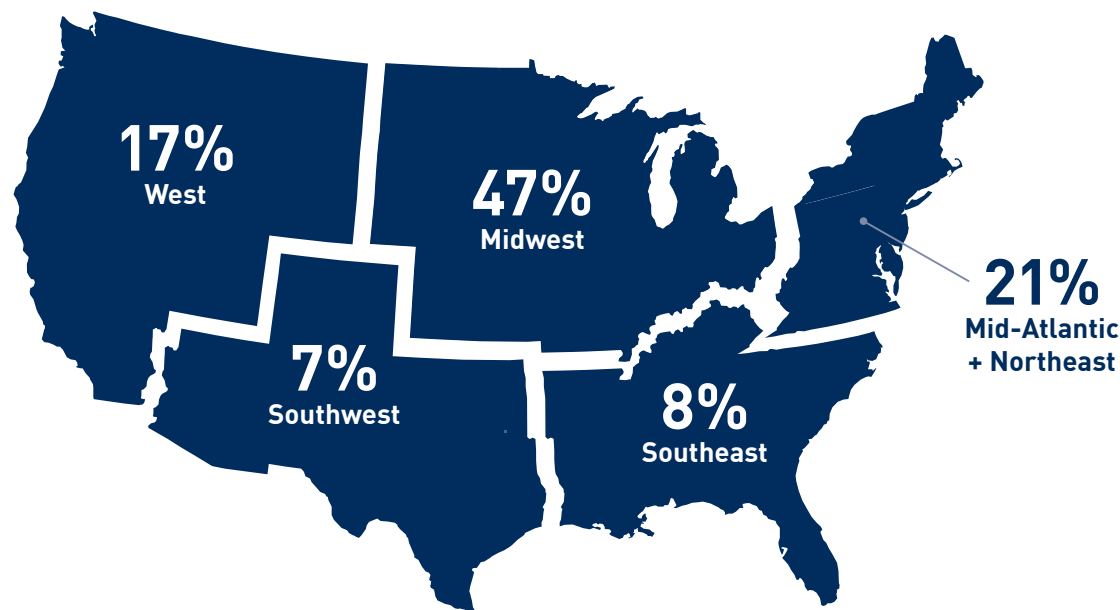 17%
West
47%
Midwest
21%
Mid-Atlantic
+ Northeast
7%
Southwest
8%
Southeast